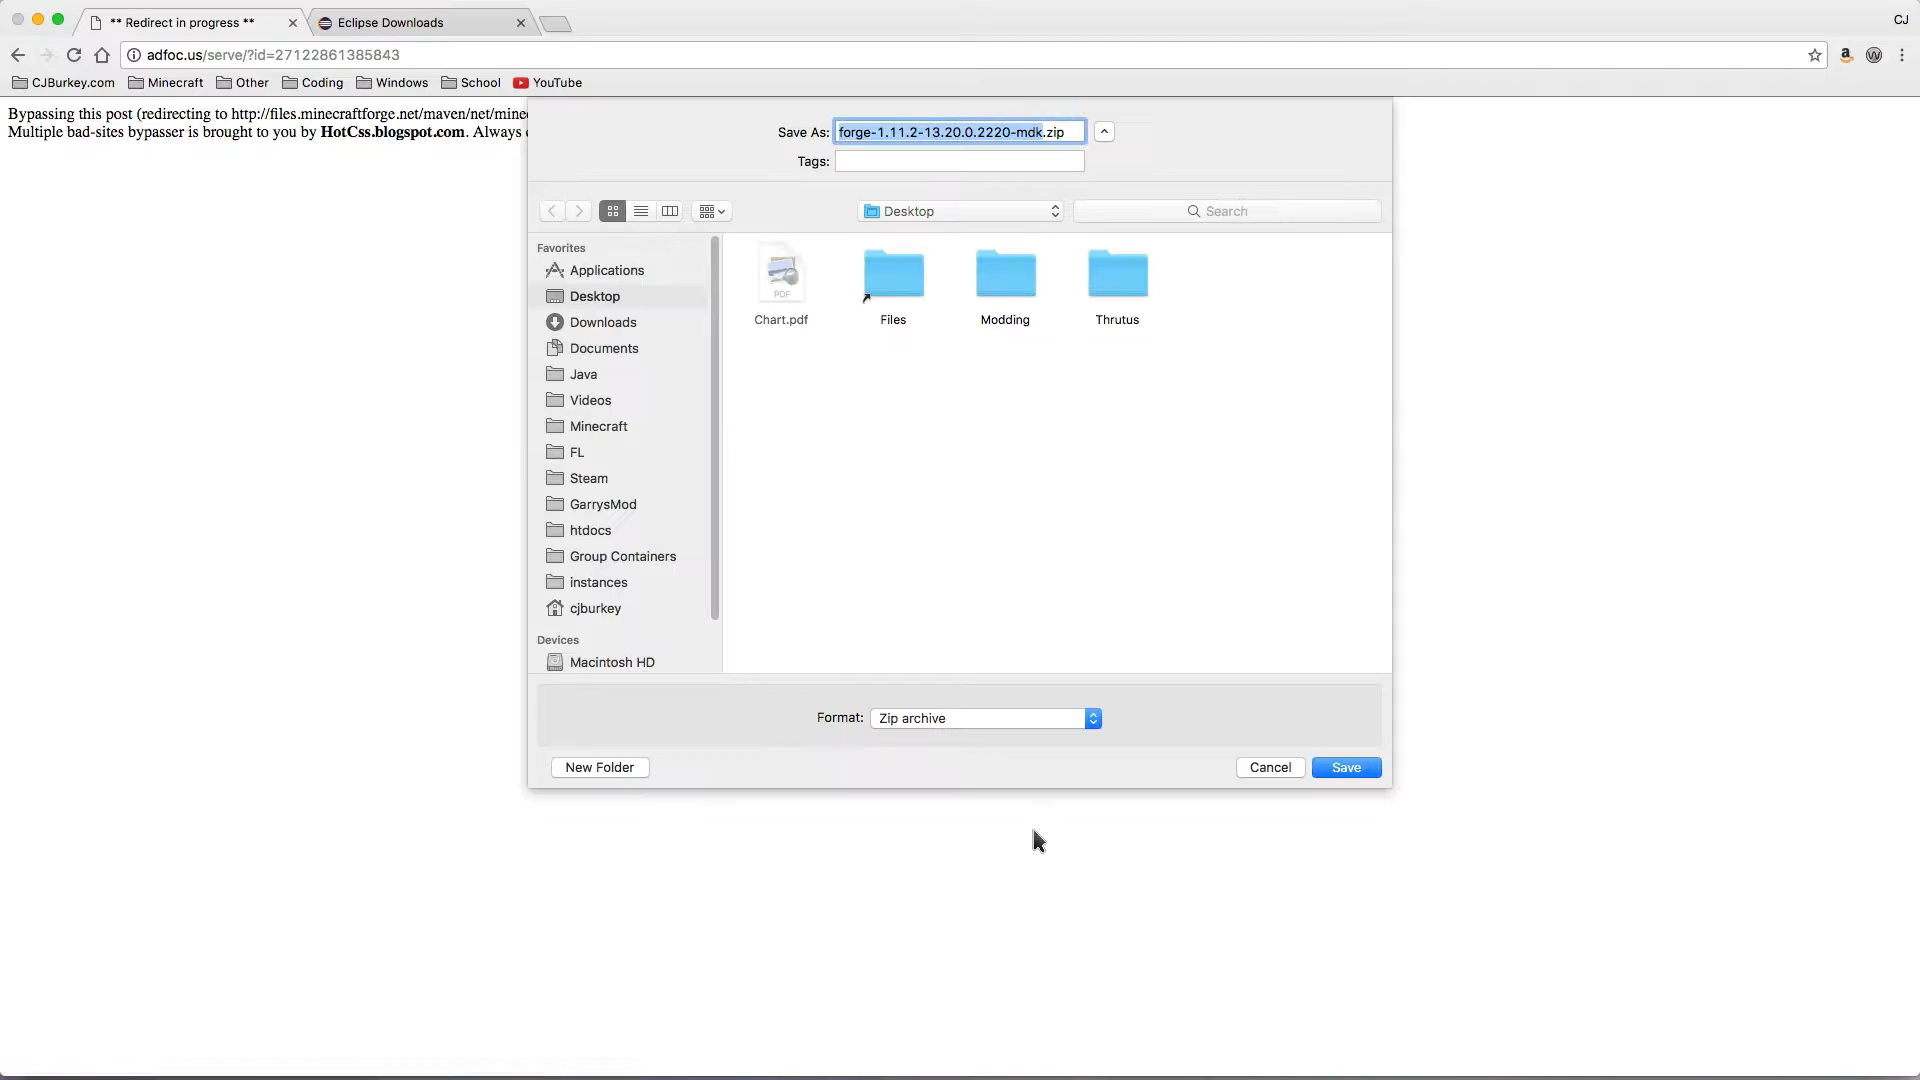 ** Redirect in progress **
Eclipse Downloads
CJ
adfoc.us/serve/?id=27122861385843
CJBurkey.com
Minecraft
Other
Coding
Windows
School
YouTube
Bypassing this post (redirecting to http://files.minecraftforge.net/maven/net/mine
Multiple bad-sites bypasser is brought to you by HotCss.blogspot.com. Always
Save As: forge-1.11.2-13.20.0.2220-mdk.zip
Tags:
Desktop
Search
Favorites
Applications
Desktop
Downloads
Documents
Java
Videos
Minecraft
FL
Steam
GarrysMod
htdocs
Group Containers
instances
cjburkey
Devices
Macintosh HD
PDF
Chart.pdf
Files
Modding
Thrutus
Format: Zip archive
New Folder
Cancel
Save